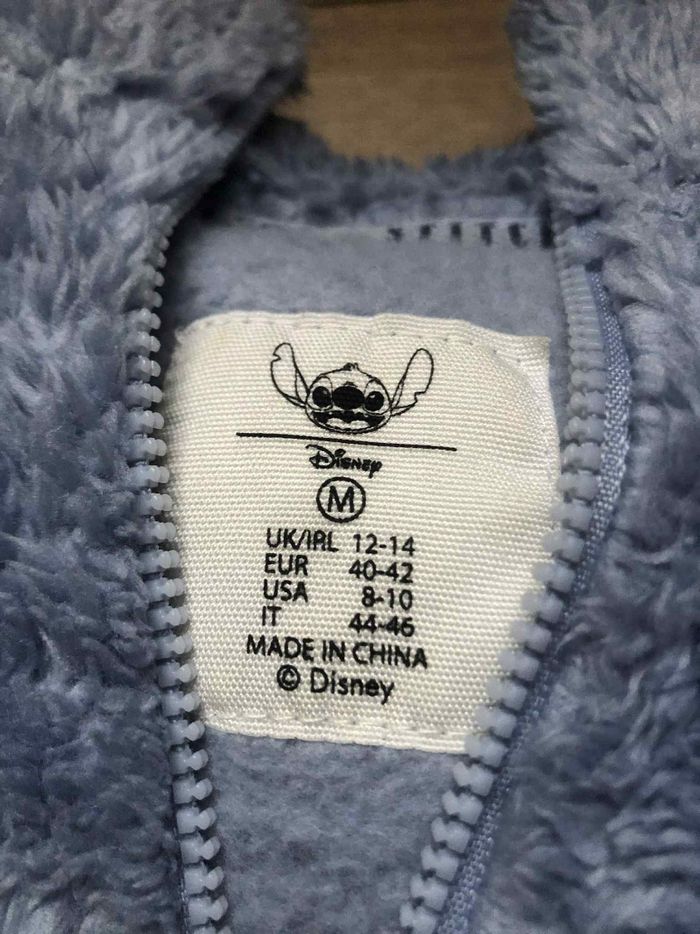 Disney
M
UK/IRL 12-14
EUR 40-42
USA 8-10
IT 44-46
MADE IN CHINA
© Disney